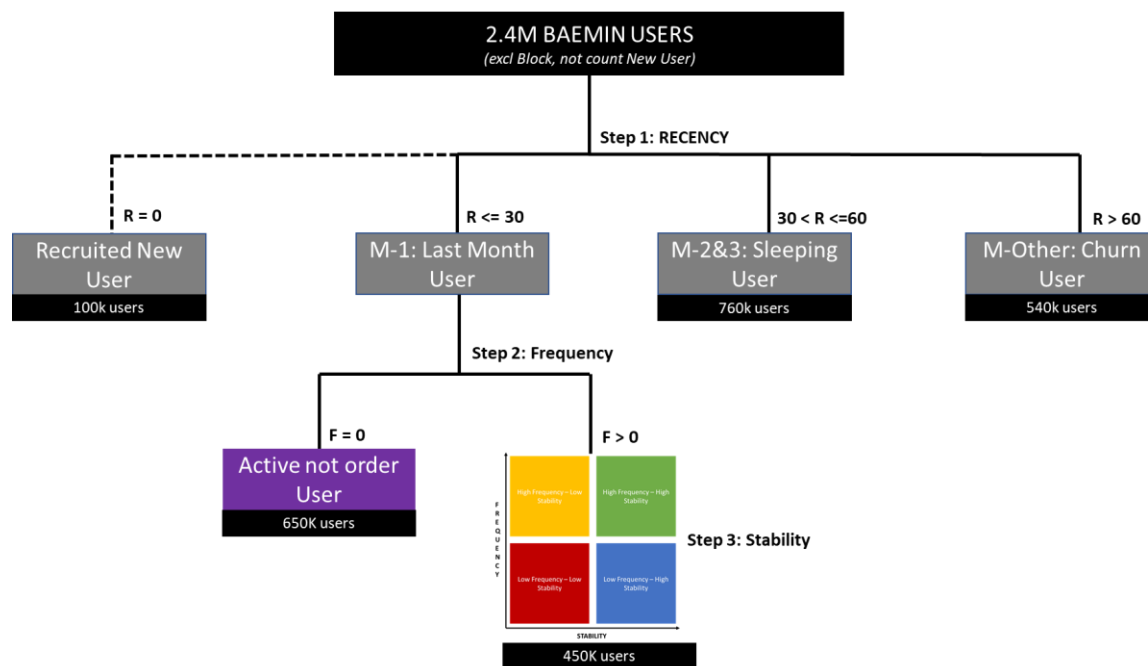 2.4M BAEMIN USERS
(excl Block, not count New User)
Step 1: RECENCY
R = 0
R <= 30
30 < R <=60
R > 60
Recruited New
User
100k users
M-1: Last Month
User
M-2&3: Sleeping
User
760k users
M-Other: Churn
User
540k users
Step 2: Frequency
F = 0
F > 0
Active not order
User
650K users
FREQUENCY
High Frequency – Low
Stability
High Frequency – High
Stability
Step 3: Stability
Low Frequency – Low
Stability
Low Frequency – High
Stability
STABILITY
450K users